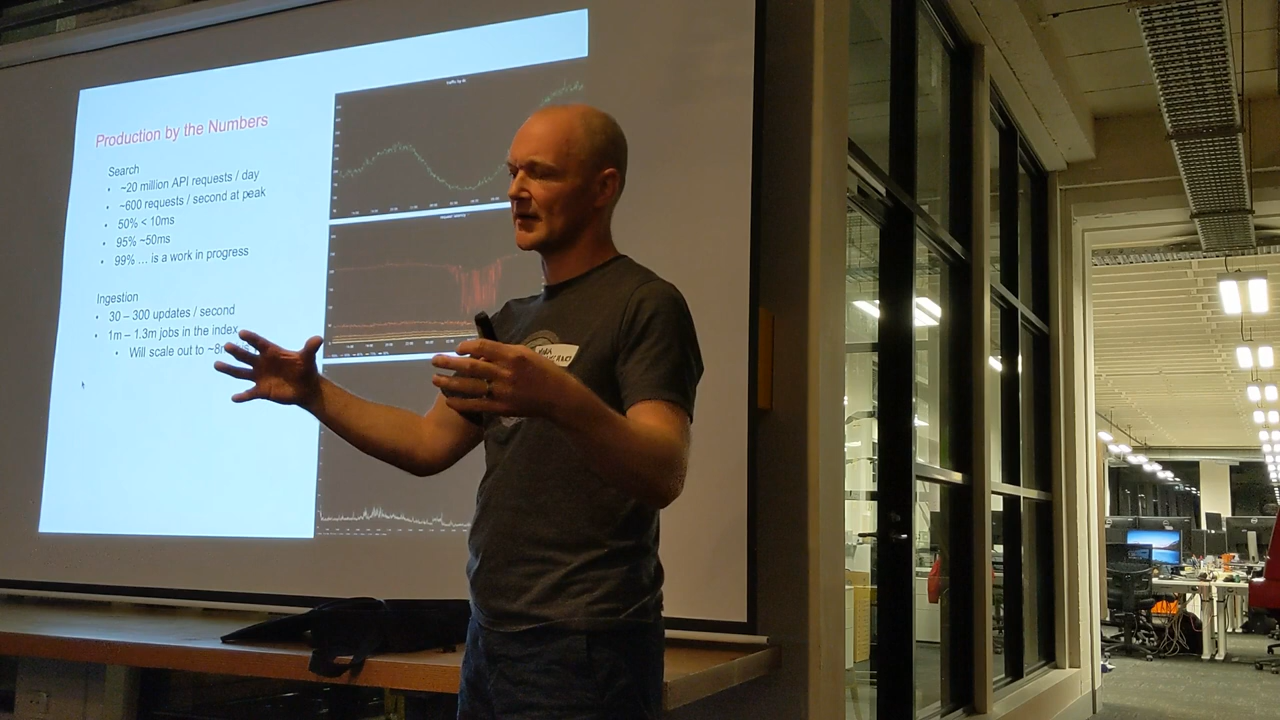 Production by the Numbers
Search
• ~20 million API requests / day
• ~600 requests / second at peak
• 50% < 10ms
• 95% ~50ms
• 99% ... is a work in progress
Ingestion
• 30 – 300 updates / second
• 1m – 1.3m jobs in the index
• Will scale out to